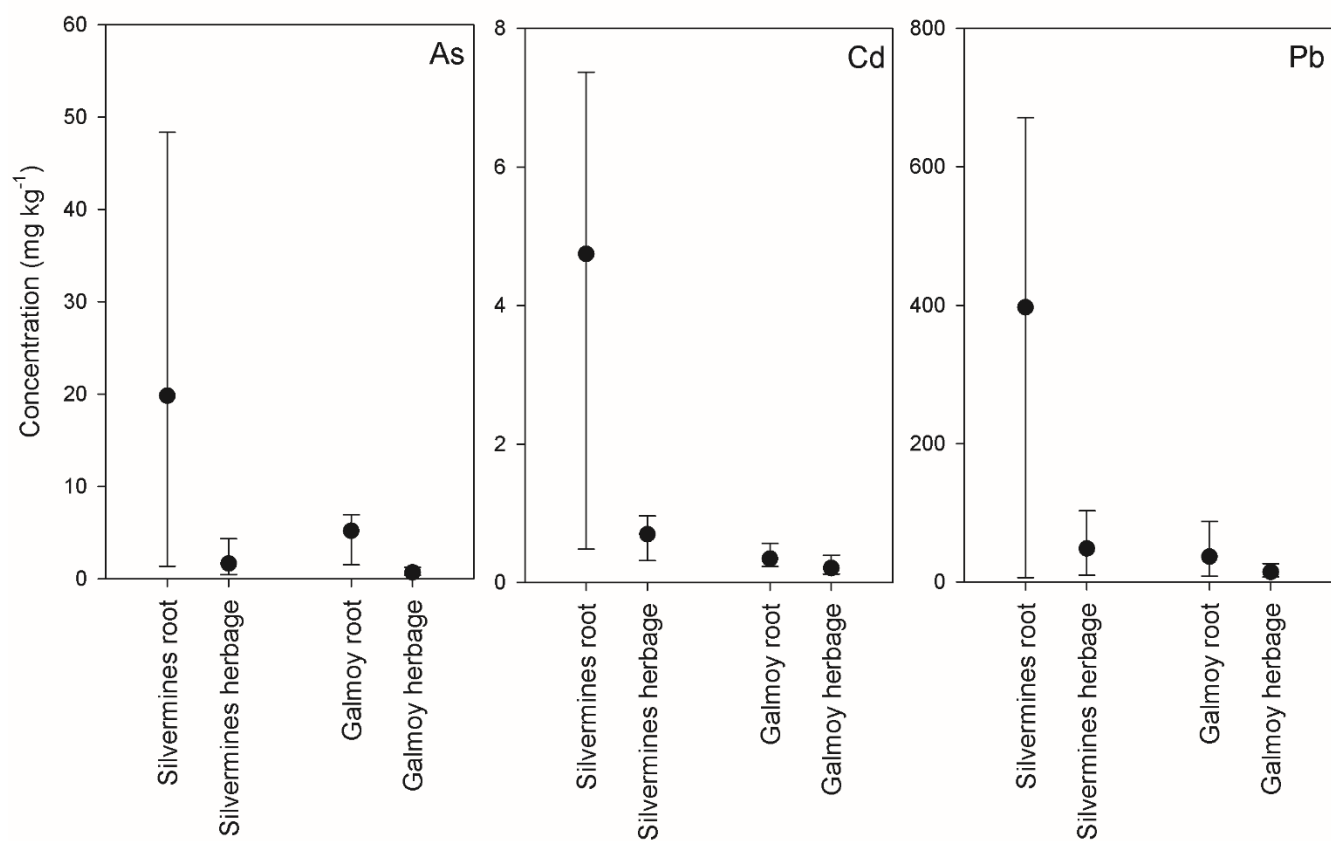 Concentration (mg kg⁻¹)
60
50
40
30
20
10
0
As
Silvermines root
Silvermines herbage
Galmoy root
Galmoy herbage
8
6
4
2
0
Cd
Silvermines root
Silvermines herbage
Galmoy root
Galmoy herbage
800
600
400
200
0
Pb
Silvermines root
Silvermines herbage
Galmoy root
Galmoy herbage